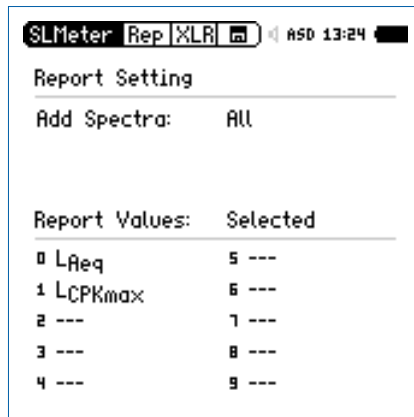 SLMeter Rep XLR ASD 13:24
Report Setting
Add Spectra: All
Report Values: Selected
0 LAeq 5 ---
1 LCPKmax 6 ---
2 --- 7 ---
3 --- 8 ---
4 --- 9 ---